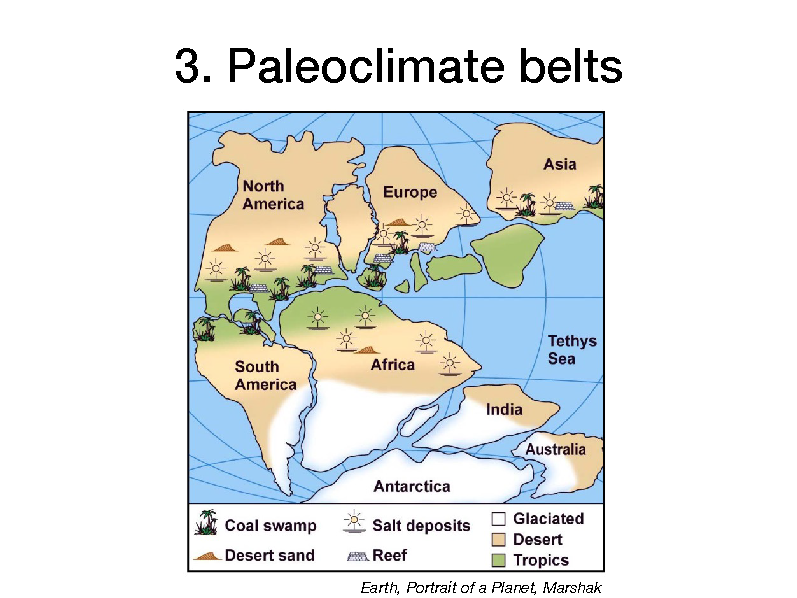 3. Paleoclimate belts
Asia
North
America
Europe
Tethys
Sea
South
America
Africa
India
Australia
Antarctica
Coal swamp
Salt deposits
Glaciated
Desert
Desert sand
Reef
Tropics
Earth, Portrait of a Planet, Marshak